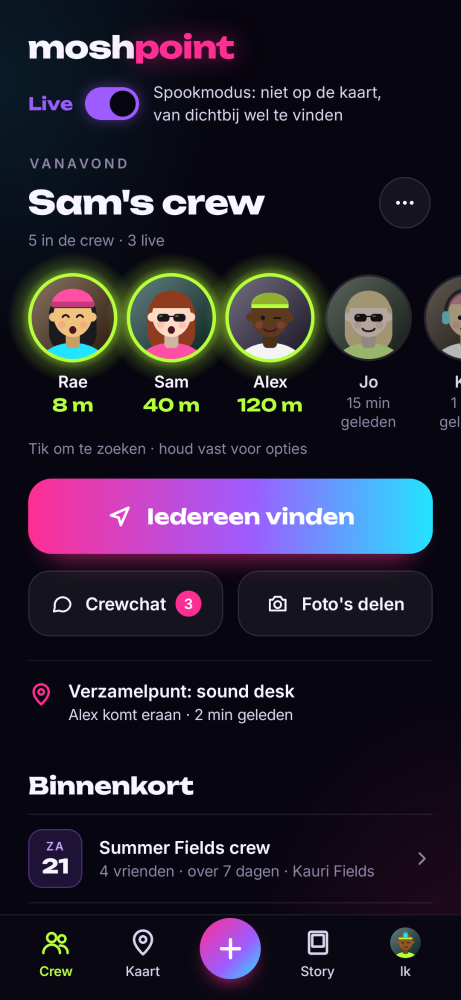 moshpoint
Live
Spookmodus: niet op de kaart,
van dichtbij wel te vinden
VANAVOND
Sam's crew
5 in de crew · 3 live
Rae
8 m
Sam
40 m
Alex
120 m
Jo
15 min
geleden
Tik om te zoeken · houd vast voor opties
Iedereen vinden
Crewchat 3
Foto's delen
Verzamelpunt: sound desk
Alex komt eraan · 2 min geleden
Binnenkort
ZA
21
Summer Fields crew
4 vrienden · over 7 dagen · Kauri Fields
Crew
Kaart
Story
Ik